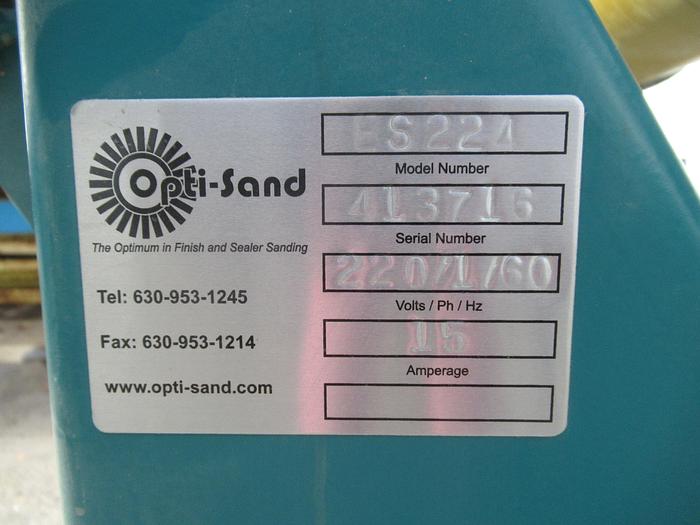 Opti-Sand
The Optimum in Finish and Sealer Sanding
Tel: 630-953-1245
Fax: 630-953-1214
www.opti-sand.com
ES224
Model Number
413716
Serial Number
220/1/60
Volts / Ph / Hz
15
Amperage